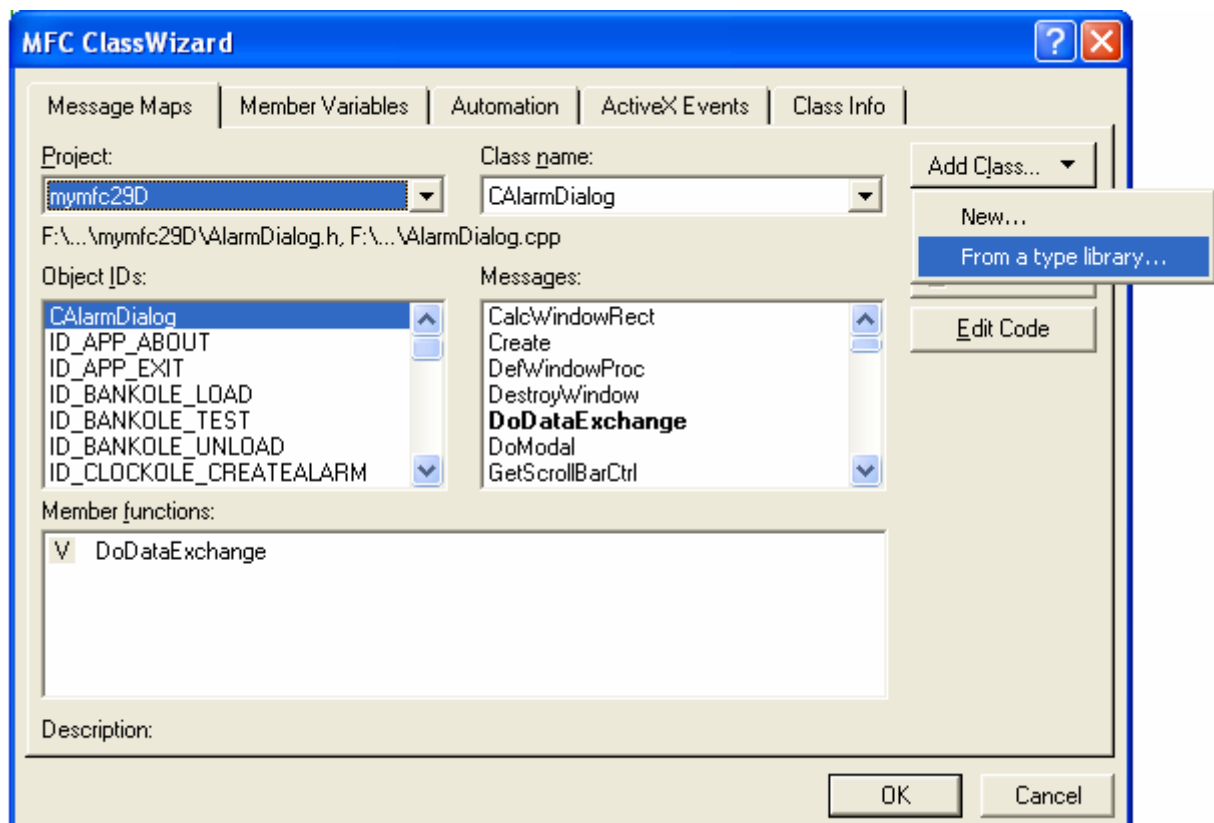 MFC ClassWizard
Message Maps
Member Variables
Automation
ActiveX Events
Class Info
Project:
Class name:
Add Class...
mymfc29D
CAlarmDialog
New...
From a type library...
F:\...\mymfc29D\AlarmDialog.h, F:\...\AlarmDialog.cpp
Object IDs:
Messages:
CAlarmDialog
ID_APP_ABOUT
ID_APP_EXIT
ID_BANKOLE_LOAD
ID_BANKOLE_TEST
ID_BANKOLE_UNLOAD
ID_CLOCKOLE_CREATEALARM
CalcWindowRect
Create
DefWindowProc
DestroyWindow
DoDataExchange
DoModal
GetScrollBarCtrl
Edit Code
Member functions:
V DoDataExchange
Description:
OK
Cancel